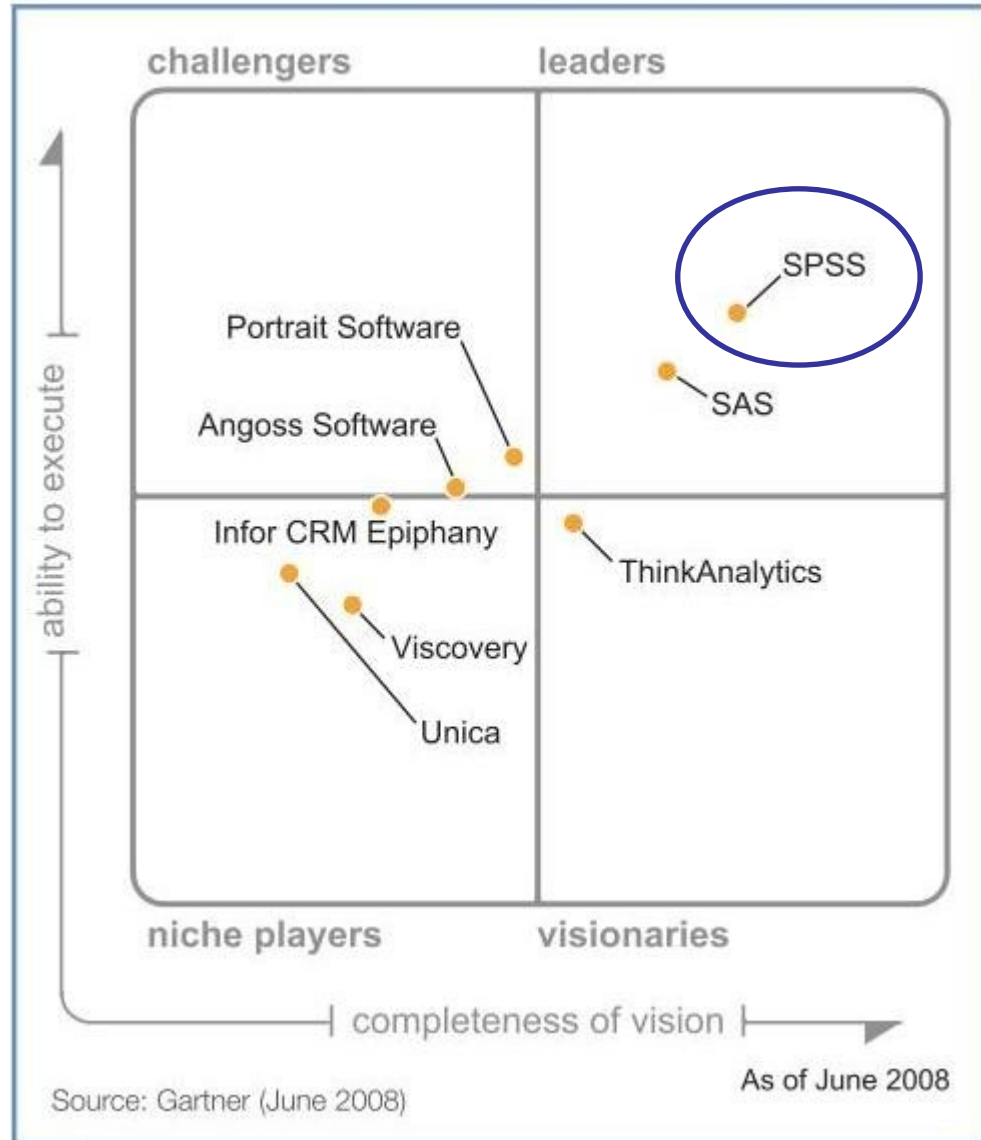 challengers
leaders
SPSS
Portrait Software
SAS
Angoss Software
Infor CRM Epiphany
ThinkAnalytics
Viscovery
Unica
ability to execute
niche players
visionaries
completeness of vision
As of June 2008
Source: Gartner (June 2008)